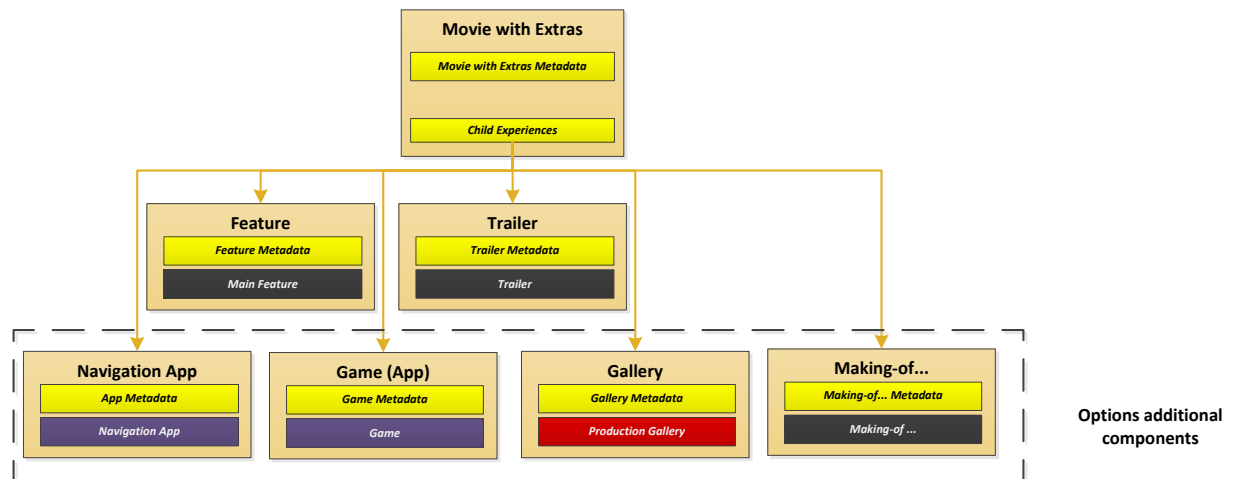 Movie with Extras
Movie with Extras Metadata
Child Experiences
Feature
Feature Metadata
Main Feature
Trailer
Trailer Metadata
Trailer
Navigation App
App Metadata
Navigation App
Game (App)
Game Metadata
Game
Gallery
Gallery Metadata
Production Gallery
Making-of...
Making-of... Metadata
Making-of ...
Options additional
components